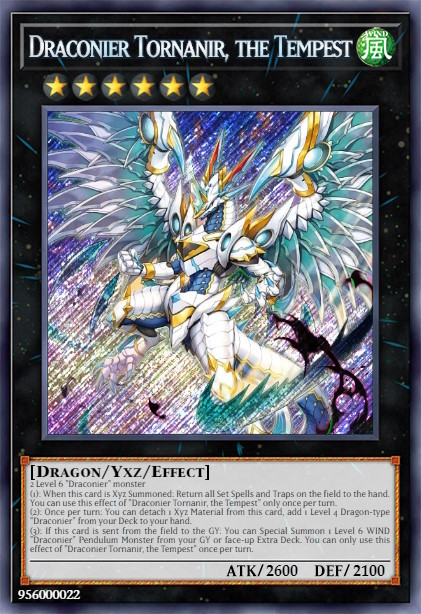 Draconier Tornanir, the Tempest
WIND
風
[Dragon/Yxz/Effect]
2 Level 6 "Draconier" monster
(1): When this card is Xyz Summoned: Return all Set Spells and Traps on the field to the hand.
You can use this effect of "Draconier Tornanir, the Tempest" only once per turn.
(2): Once per turn: You can detach 1 Xyz Material from this card, add 1 Level 4 Dragon-type
"Draconier" from your Deck to your hand.
(3): If this card is sent from the field to the GY: You can Special Summon 1 Level 6 WIND
"Draconier" Pendulum Monster from your GY or face-up Extra Deck. You can only use this
effect of "Draconier Tornanir, the Tempest" once per turn.
ATK/2600 DEF/2100
956000022